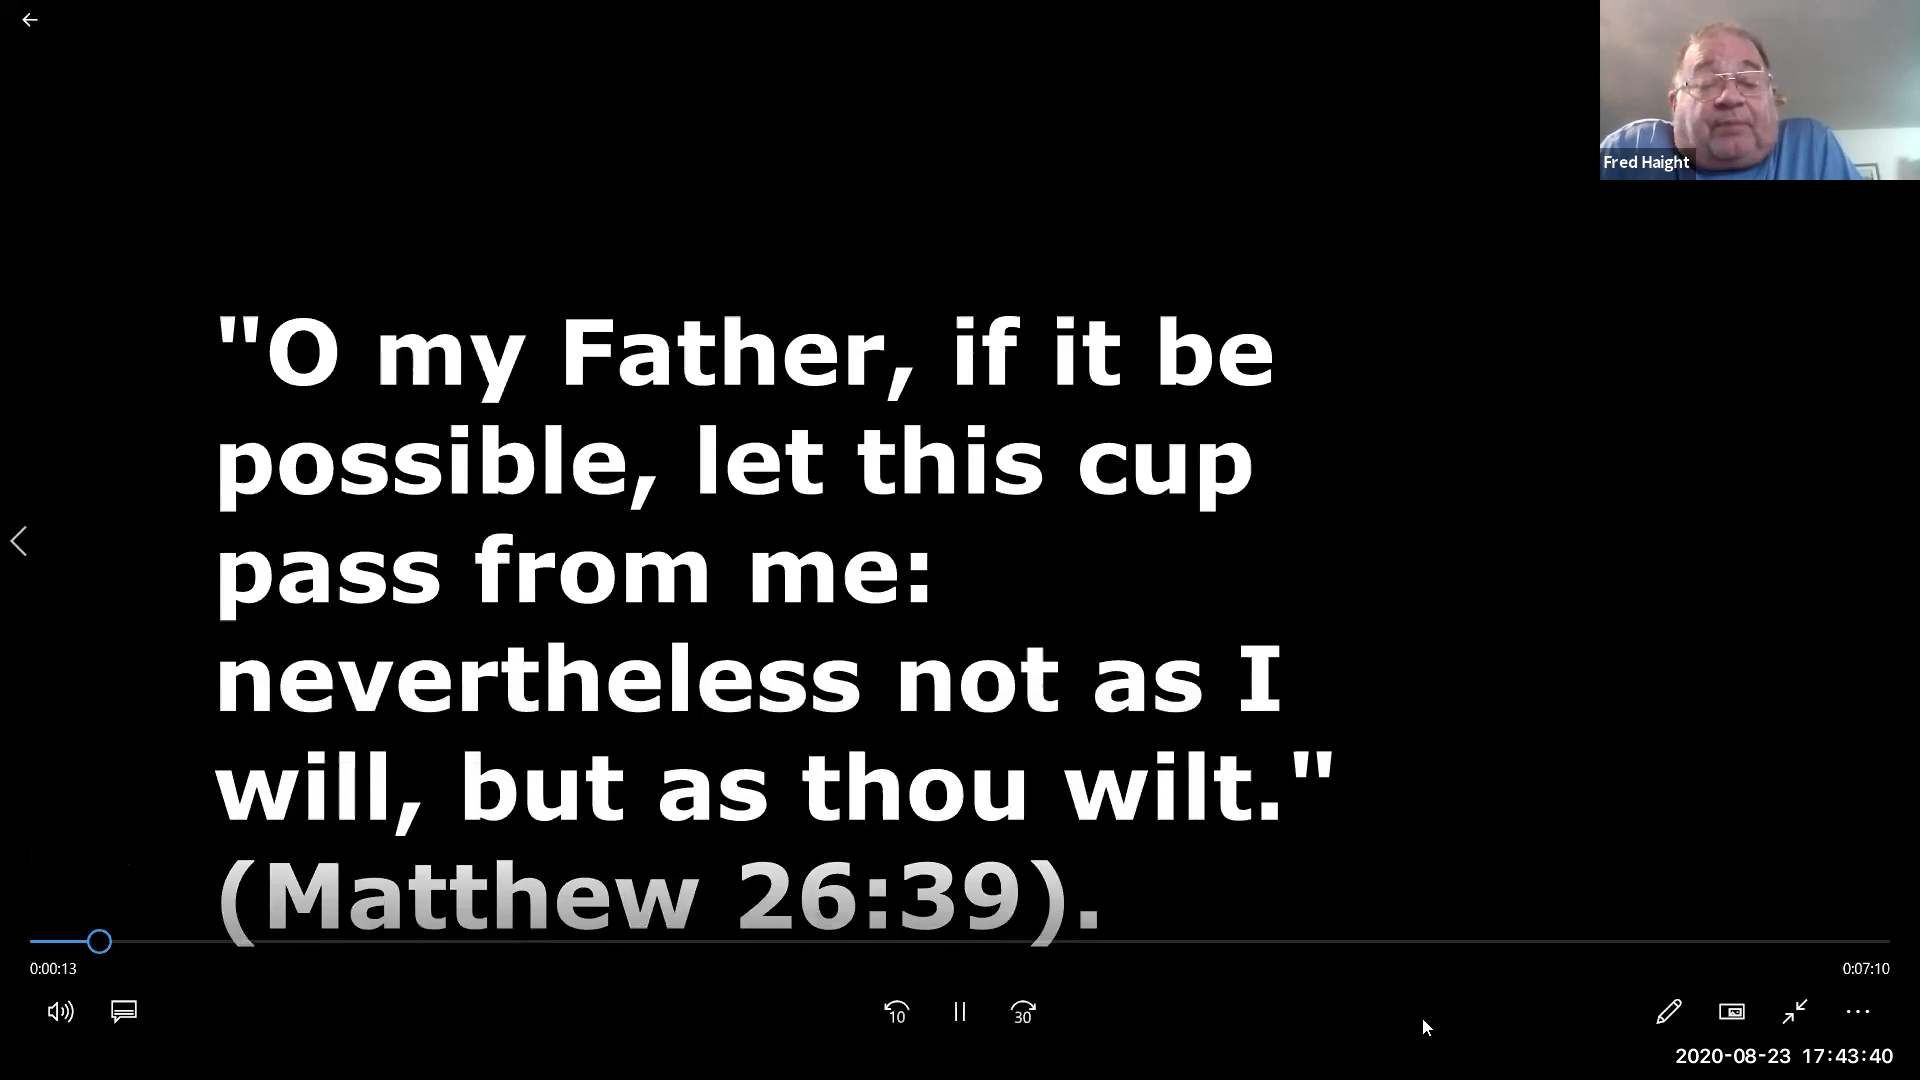 Fred Haight
"O my Father, if it be
possible, let this cup
pass from me:
nevertheless not as I
will, but as thou wilt."
(Matthew 26:39).
0:00:13
0:07:10
10
30
2020-08-23 17:43:40